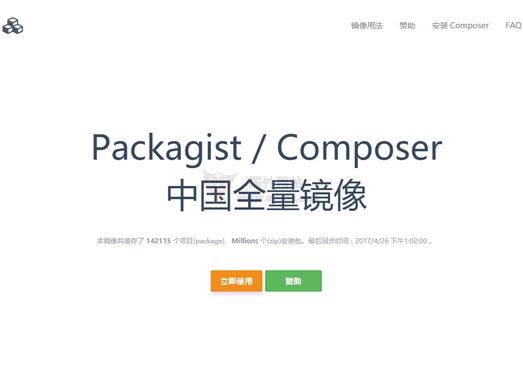 镜像用法 赞助 安装 Composer FAQ
Packagist / Composer
中国全量镜像
本镜像共缓存了 142115 个项目(package)、Millions 个(zip)安装包。最后同步时间：2017/4/26 下午1:02:00 。
立即使用 赞助